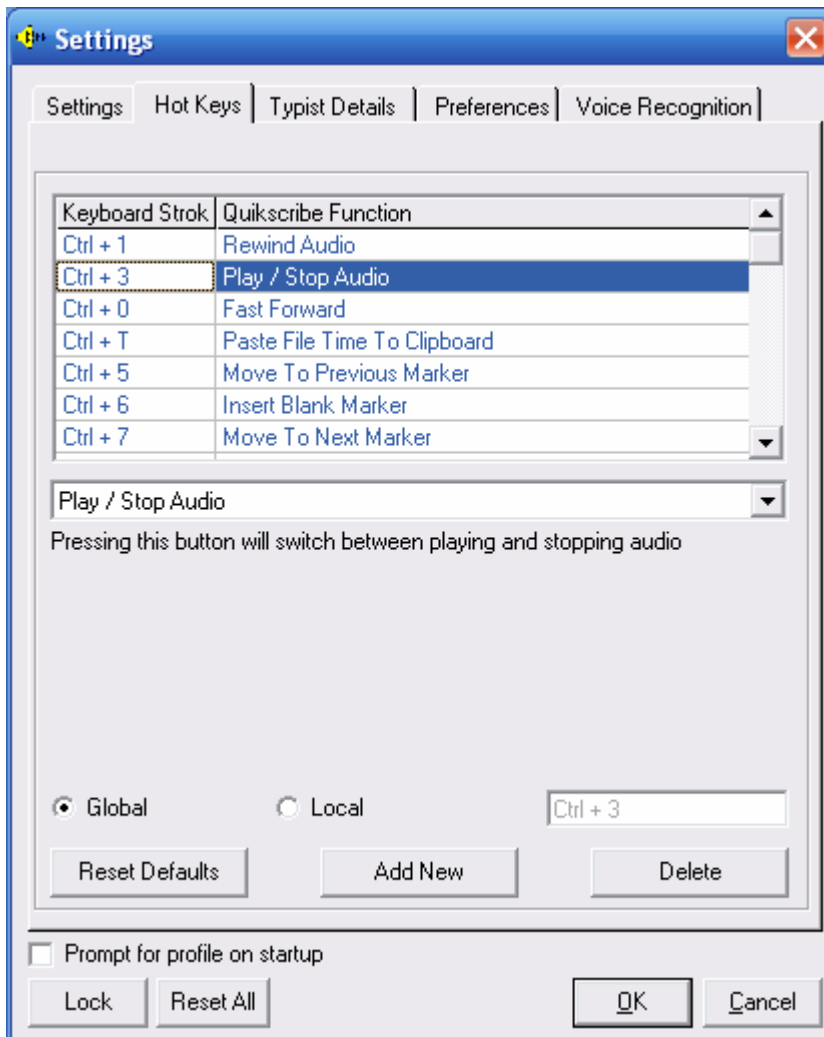 Settings
Settings Hot Keys Typist Details Preferences Voice Recognition
Keyboard Strok Quikscribe Function
Ctrl + 1 Rewind Audio
Ctrl + 3 Play / Stop Audio
Ctrl + 0 Fast Forward
Ctrl + T Paste File Time To Clipboard
Ctrl + 5 Move To Previous Marker
Ctrl + 6 Insert Blank Marker
Ctrl + 7 Move To Next Marker
Play / Stop Audio
Pressing this button will switch between playing and stopping audio
Global Local Ctrl + 3
Reset Defaults Add New Delete
Prompt for profile on startup
Lock Reset All OK Cancel